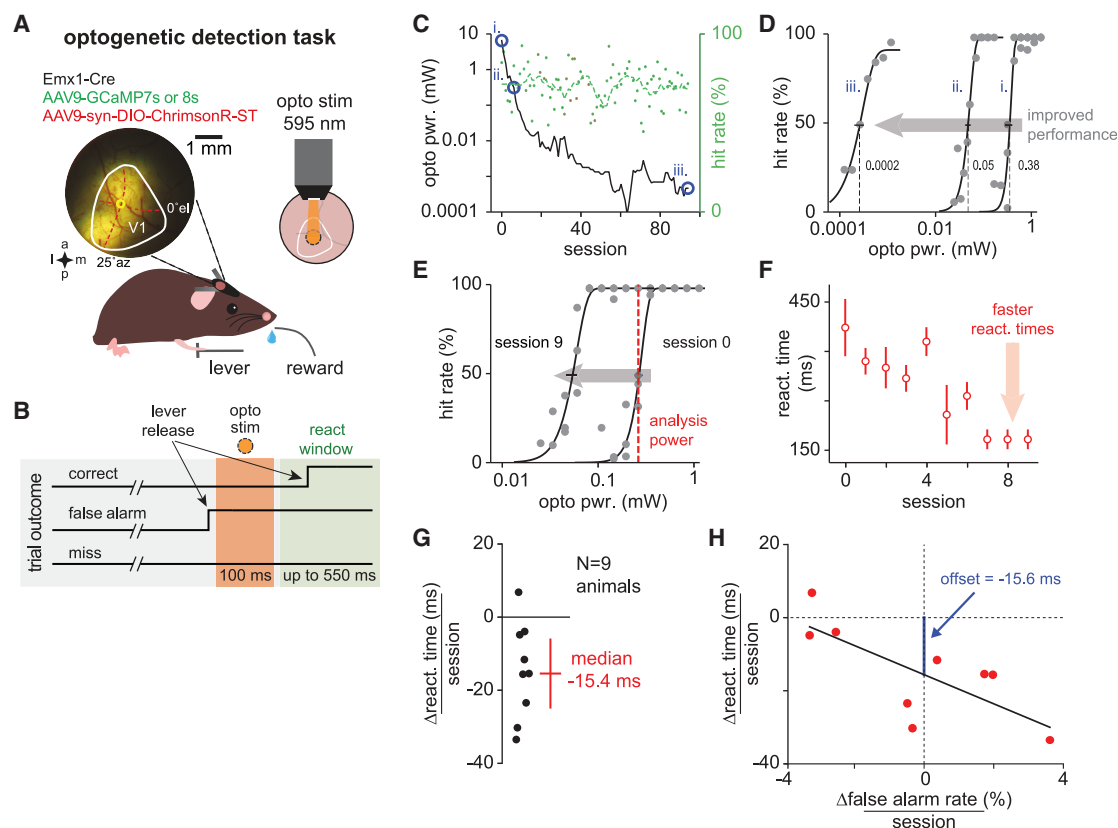 A
optogenetic detection task
Emx1-Cre
AAV9-GCaMP7s or 8s
AAV9-syn-DIO-ChrimsonR-ST
1 mm
opto stim
595 nm
0°el
V1
25°az
a
l m
p
lever
reward
B
lever
release
opto
stim
react
window
trial outcome
correct
false alarm
miss
100 ms
up to 550 ms
C
opto pwr. (mW)
10
1
0.01
0.0001
i.
ii.
iii.
100
0
hit rate (%)
0
40
80
session
D
hit rate (%)
100
50
0
iii.
ii.
i.
improved
performance
0.0002
0.05
0.38
0.0001
0.01
0.1
1
opto pwr. (mW)
E
hit rate (%)
100
50
0
session 9
session 0
analysis
power
0.01
0.1
1
opto pwr. (mW)
F
react. time
(ms)
450
150
faster
react. times
0
4
8
session
G
Δreact. time (ms)
session
20
0
-20
-40
N=9
animals
median
-15.4 ms
H
Δreact. time (ms)
session
20
0
-20
-40
offset = -15.6 ms
-4
0
4
Δfalse alarm rate (%)
session